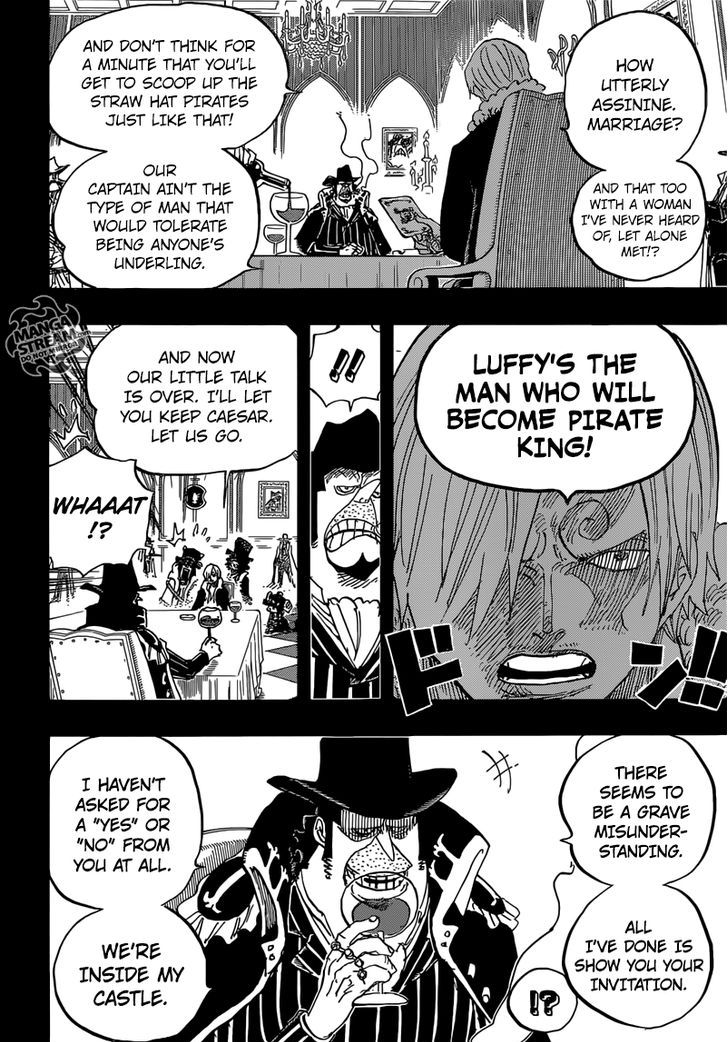 HOW
UTTERLY
ASSININE.
MARRIAGE?
AND THAT TOO
WITH A WOMAN
I'VE NEVER HEARD
OF, LET ALONE
MET!?
AND DON'T THINK FOR
A MINUTE THAT YOU'LL
GET TO SCOOP UP THE
STRAW HAT PIRATES
JUST LIKE THAT!
OUR
CAPTAIN AIN'T THE
TYPE OF MAN THAT
WOULD TOLERATE
BEING ANYONE'S
UNDERLING.
LUFFY'S THE
MAN WHO WILL
BECOME PIRATE
KING!
ドン!!
!!
AND NOW
OUR LITTLE TALK
IS OVER. I'LL LET
YOU KEEP CAESAR.
LET US GO.
WHAAAT
!?
MANGA
STREAM.com
THERE
SEEMS TO
BE A GRAVE
MISUNDER-
STANDING.
ALL
I'VE DONE IS
SHOW YOU YOUR
INVITATION.
!?
I HAVEN'T
ASKED FOR
A "YES" OR
"NO" FROM
YOU AT ALL.
WE'RE
INSIDE MY
CASTLE.